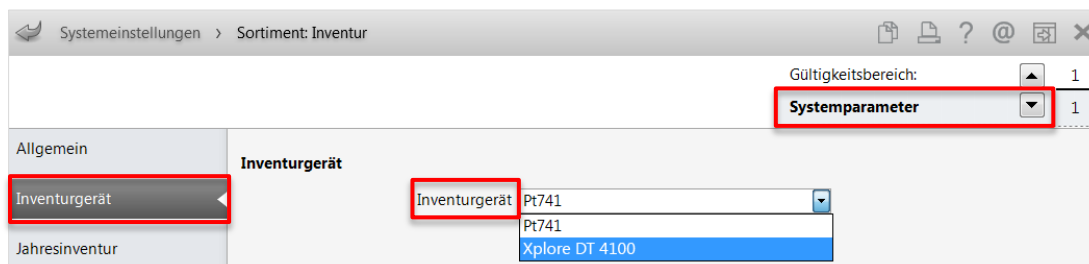 Systemeinstellungen › Sortiment: Inventur ? @
Gültigkeitsbereich: 1
Systemparameter 1
Allgemein
Inventurgerät
Inventurgerät
Inventurgerät Pt741
Pt741
Jahresinventur
Xplore DT 4100